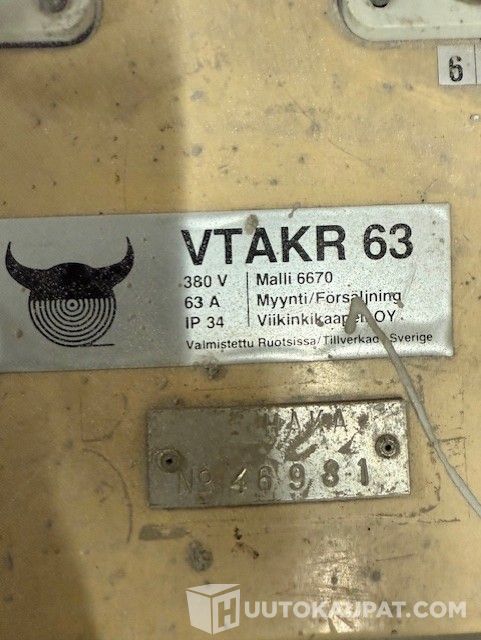 6
VTAKR 63
380 V Malli 6670
63 A Myynti/Försäljning
IP 34 Viikinkikaapeli OY
Valmistettu Ruotsissa/Tillverkad Sverige
HAKA
No 46981
HUUTOKAUPAT.COM